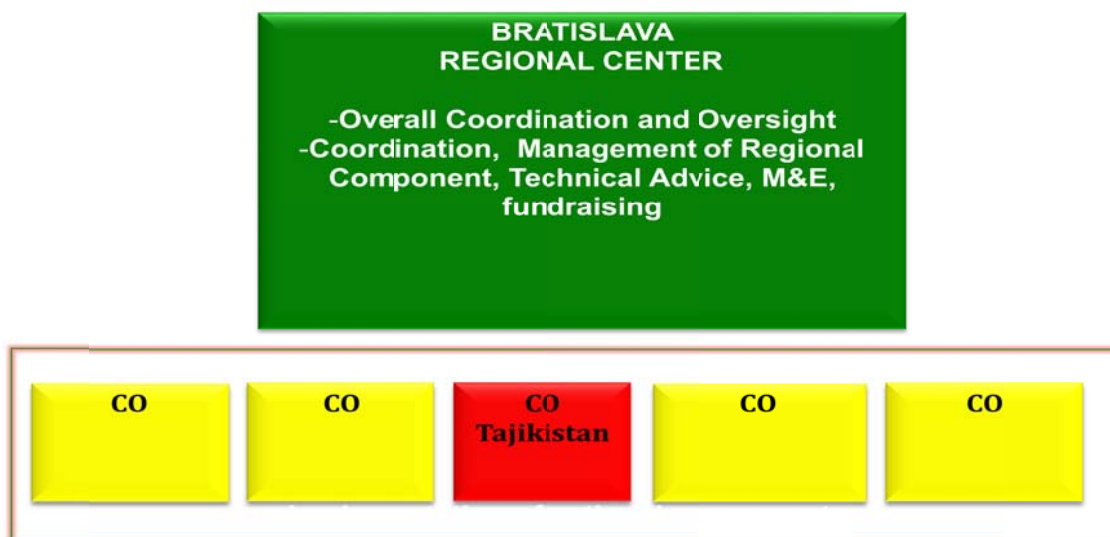 BRATISLAVA
REGIONAL CENTER
-Overall Coordination and Oversight
-Coordination, Management of Regional
Component, Technical Advice, M&E,
fundraising
CO
CO
CO
Tajikistan
CO
CO